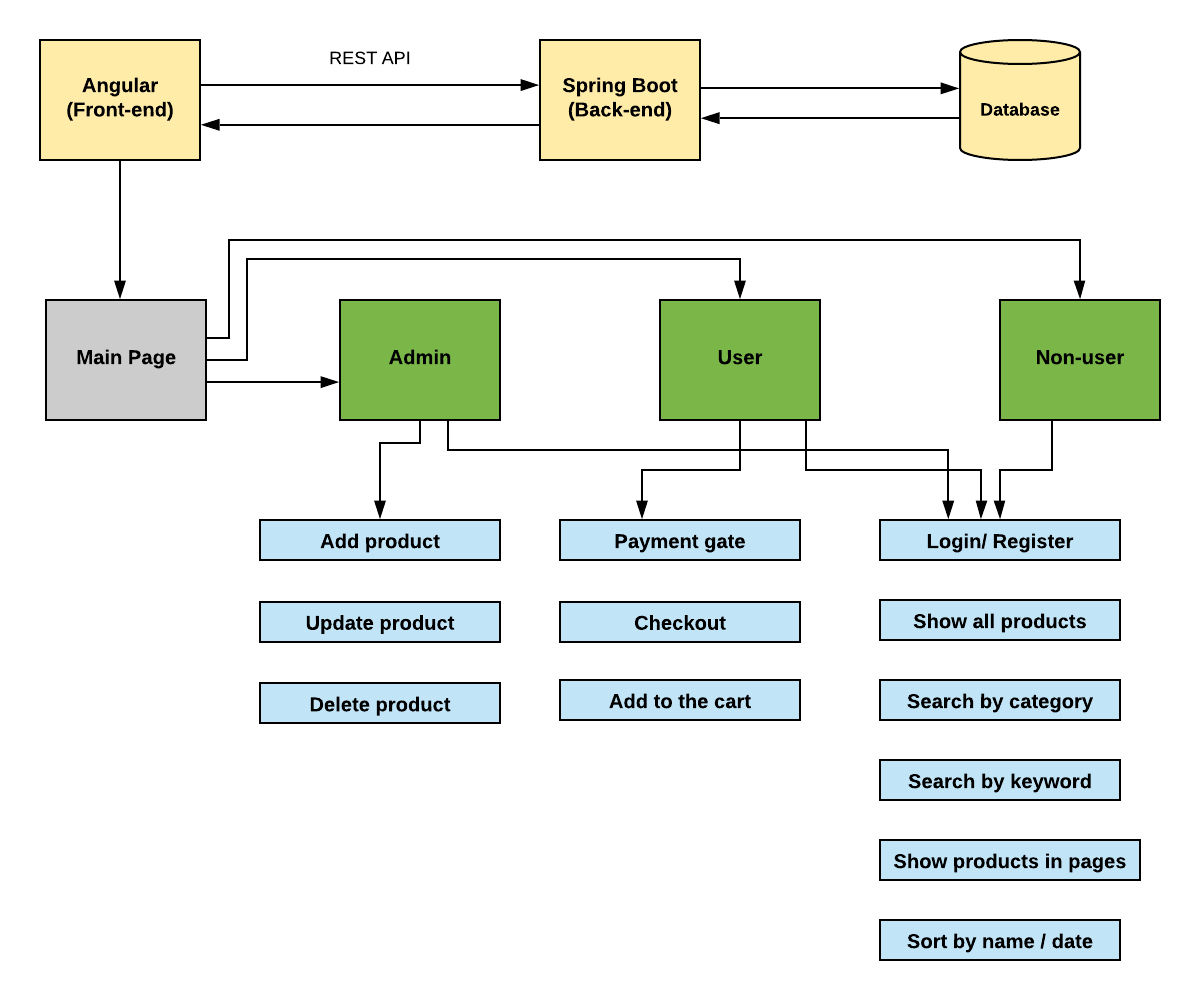 REST API
Angular
(Front-end)
Spring Boot
(Back-end)
Database
Main Page
Admin
User
Non-user
Add product
Payment gate
Login/ Register
Update product
Checkout
Show all products
Delete product
Add to the cart
Search by category
Search by keyword
Show products in pages
Sort by name / date